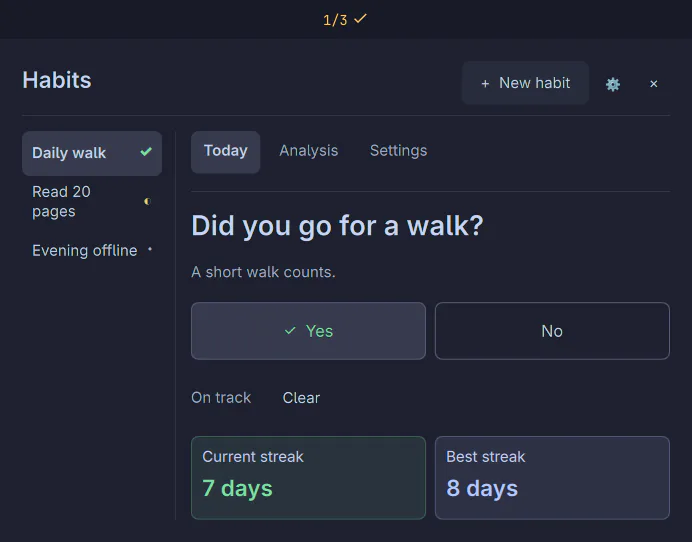 1/3 ✓
Habits
+ New habit
×
Daily walk ✓
Read 20
pages
Evening offline
Today
Analysis
Settings
Did you go for a walk?
A short walk counts.
✓ Yes
No
On track
Clear
Current streak
7 days
Best streak
8 days